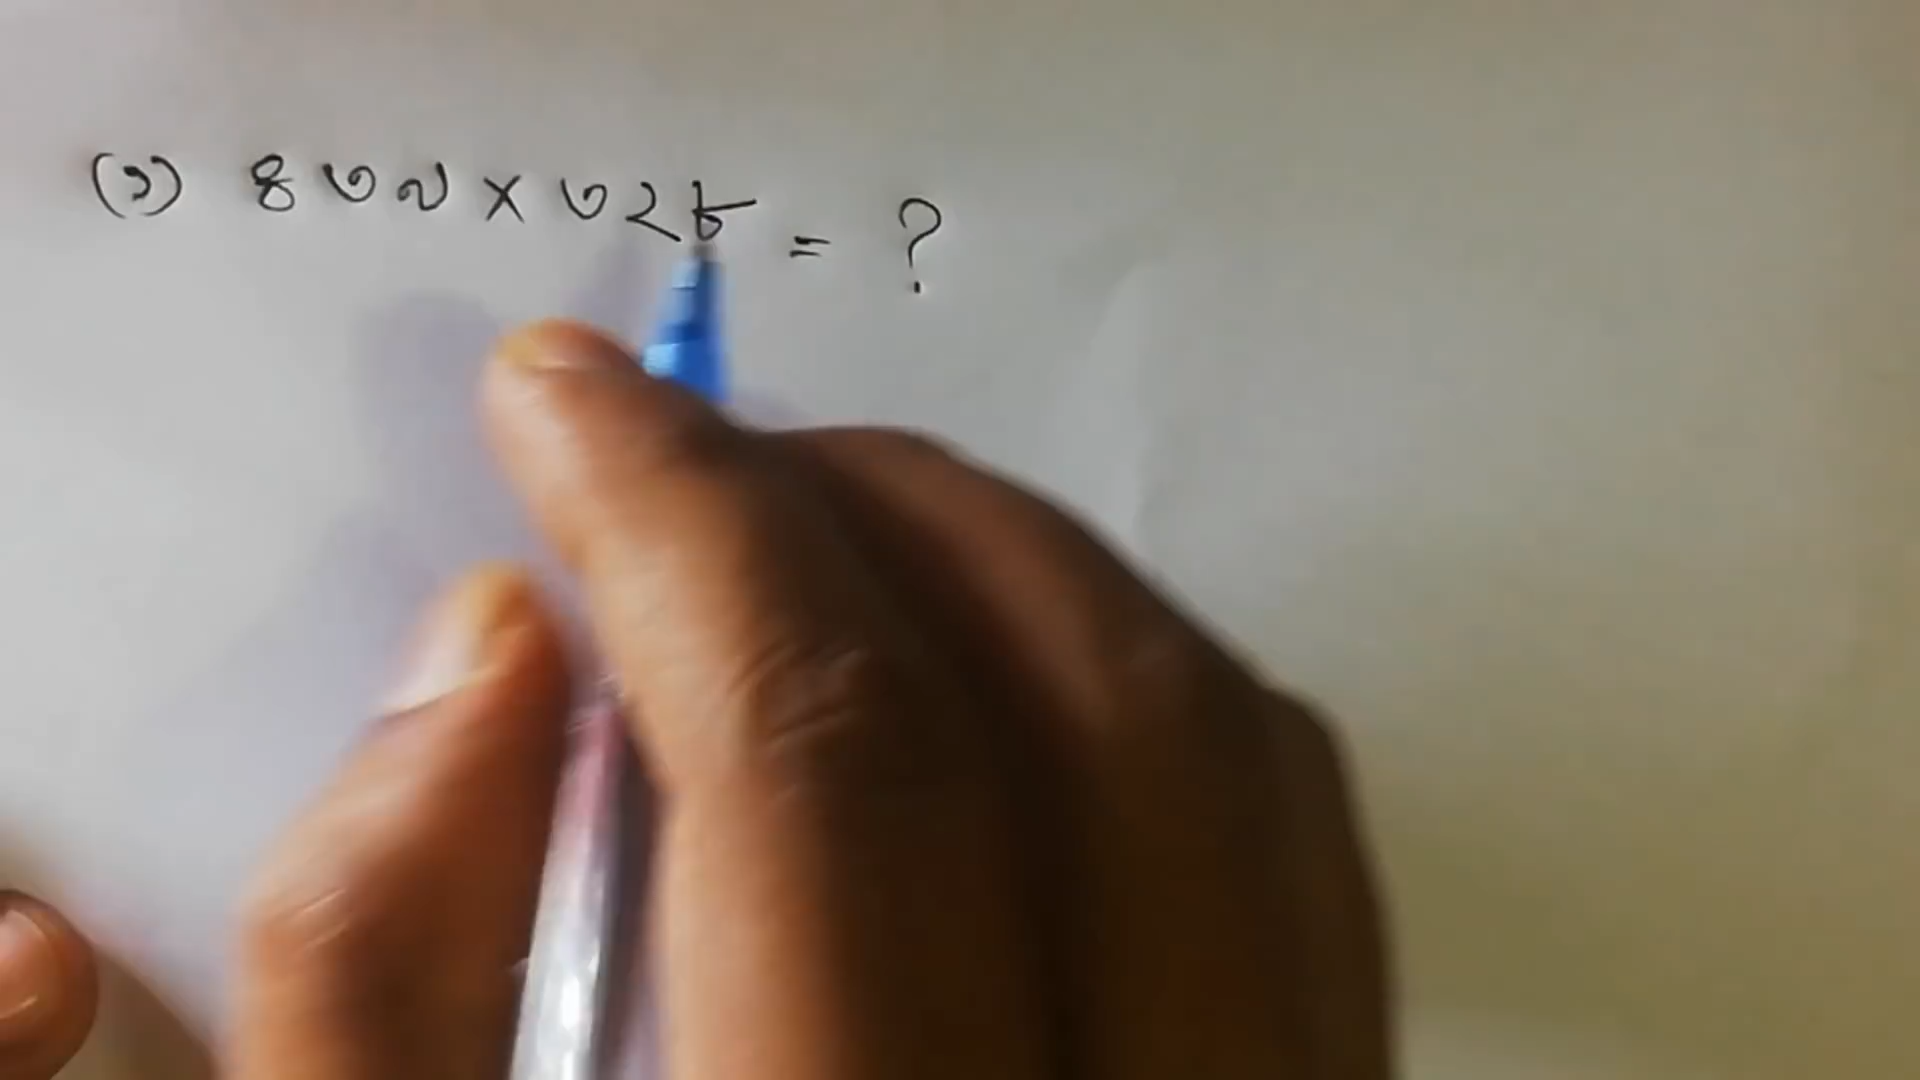 (১) ৪৩৯ × ৩২৮ = ?